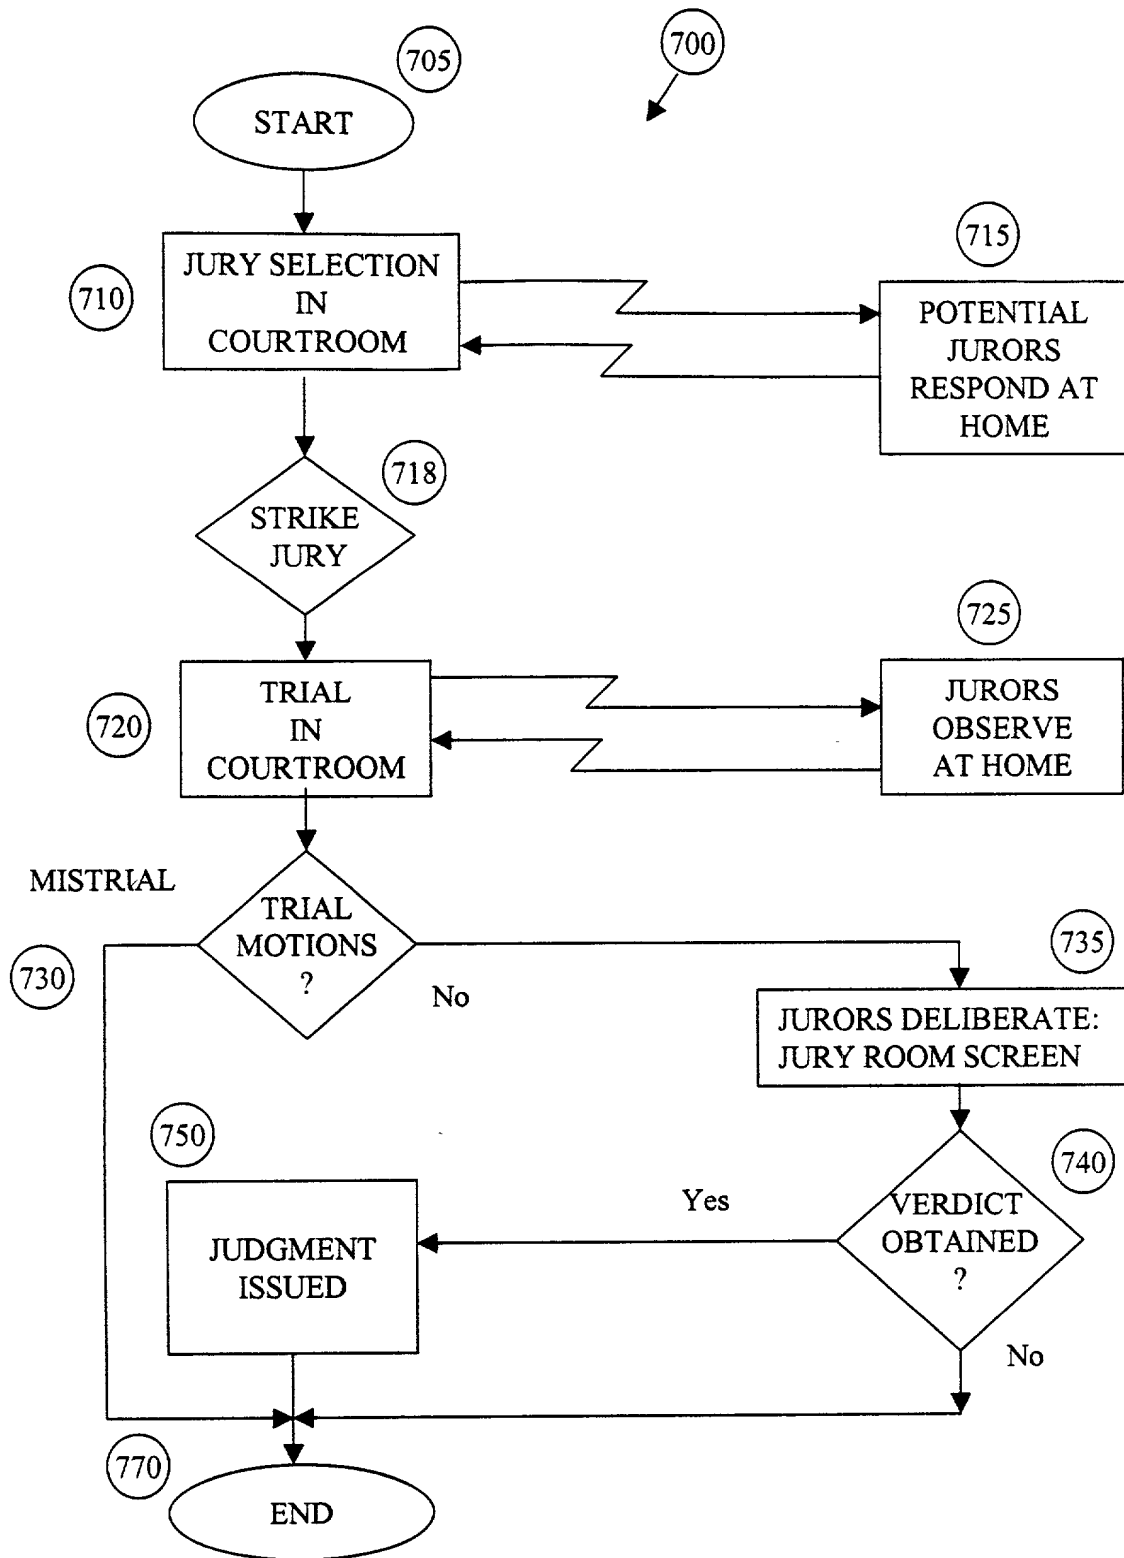 705
700
START
715
710
JURY SELECTION
IN
COURTROOM
POTENTIAL
JURORS
RESPOND AT
HOME
718
STRIKE
JURY
725
720
TRIAL
IN
COURTROOM
JURORS
OBSERVE
AT HOME
MISTRIAL
TRIAL
MOTIONS
?
730
No
735
JURORS DELIBERATE:
JURY ROOM SCREEN
750
740
Yes
VERDICT
OBTAINED
?
JUDGMENT
ISSUED
No
770
END